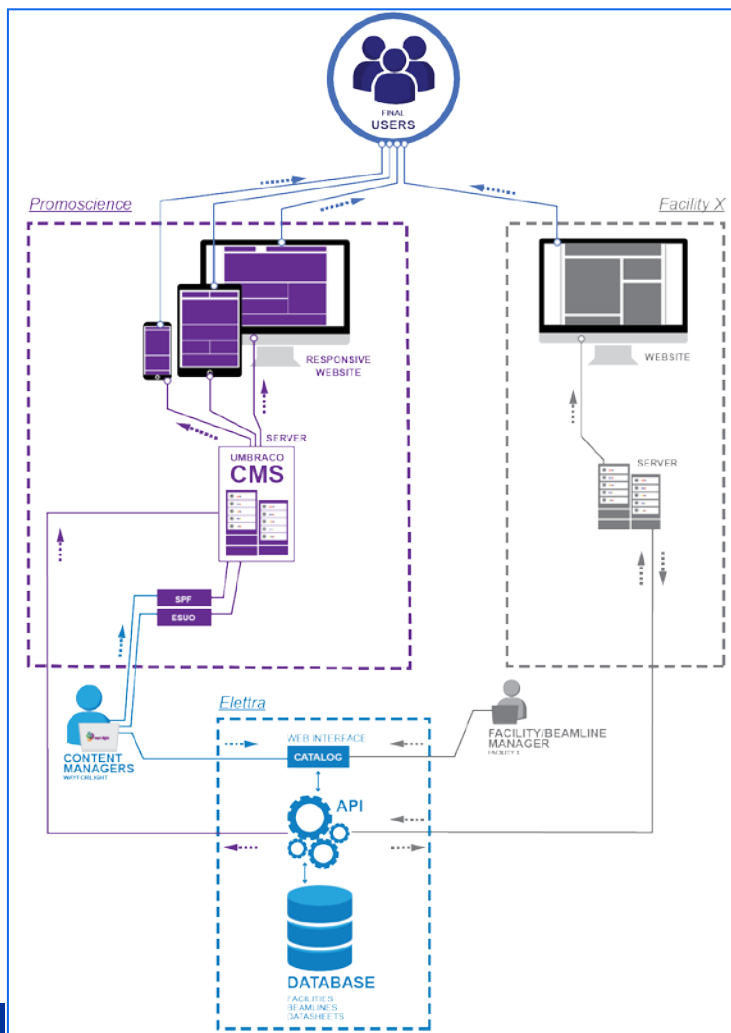 FINAL
USERS
Promoscience
Facility X
RESPONSIVE
WEBSITE
WEBSITE
SERVER
UMBRACO
CMS
SERVER
SPF
ESUO
Elettra
CONTENT
MANAGERS
WAYFORLIGHT
WEB INTERFACE
CATALOG
FACILITY/BEAMLINE
MANAGER
FACILITY X
API
DATABASE
FACILITIES
BEAMLINES
DATASHEETS